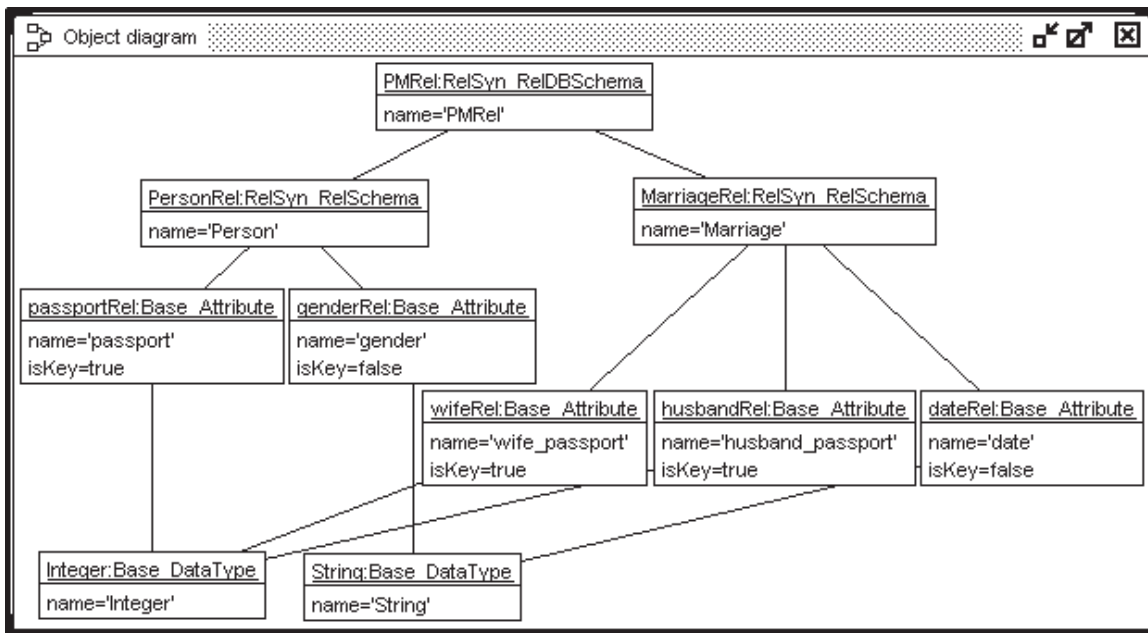 Object diagram
PMRel:RelSyn_RelDBSchema
name='PMRel'
PersonRel:RelSyn_RelSchema
name='Person'
MarriageRel:RelSyn_RelSchema
name='Marriage'
passportRel:Base_Attribute
name='passport'
isKey=true
genderRel:Base_Attribute
name='gender'
isKey=false
wifeRel:Base_Attribute
name='wife_passport'
isKey=true
husbandRel:Base_Attribute
name='husband_passport'
isKey=true
dateRel:Base_Attribute
name='date'
isKey=false
Integer:Base_DataType
name='Integer'
String:Base_DataType
name='String'